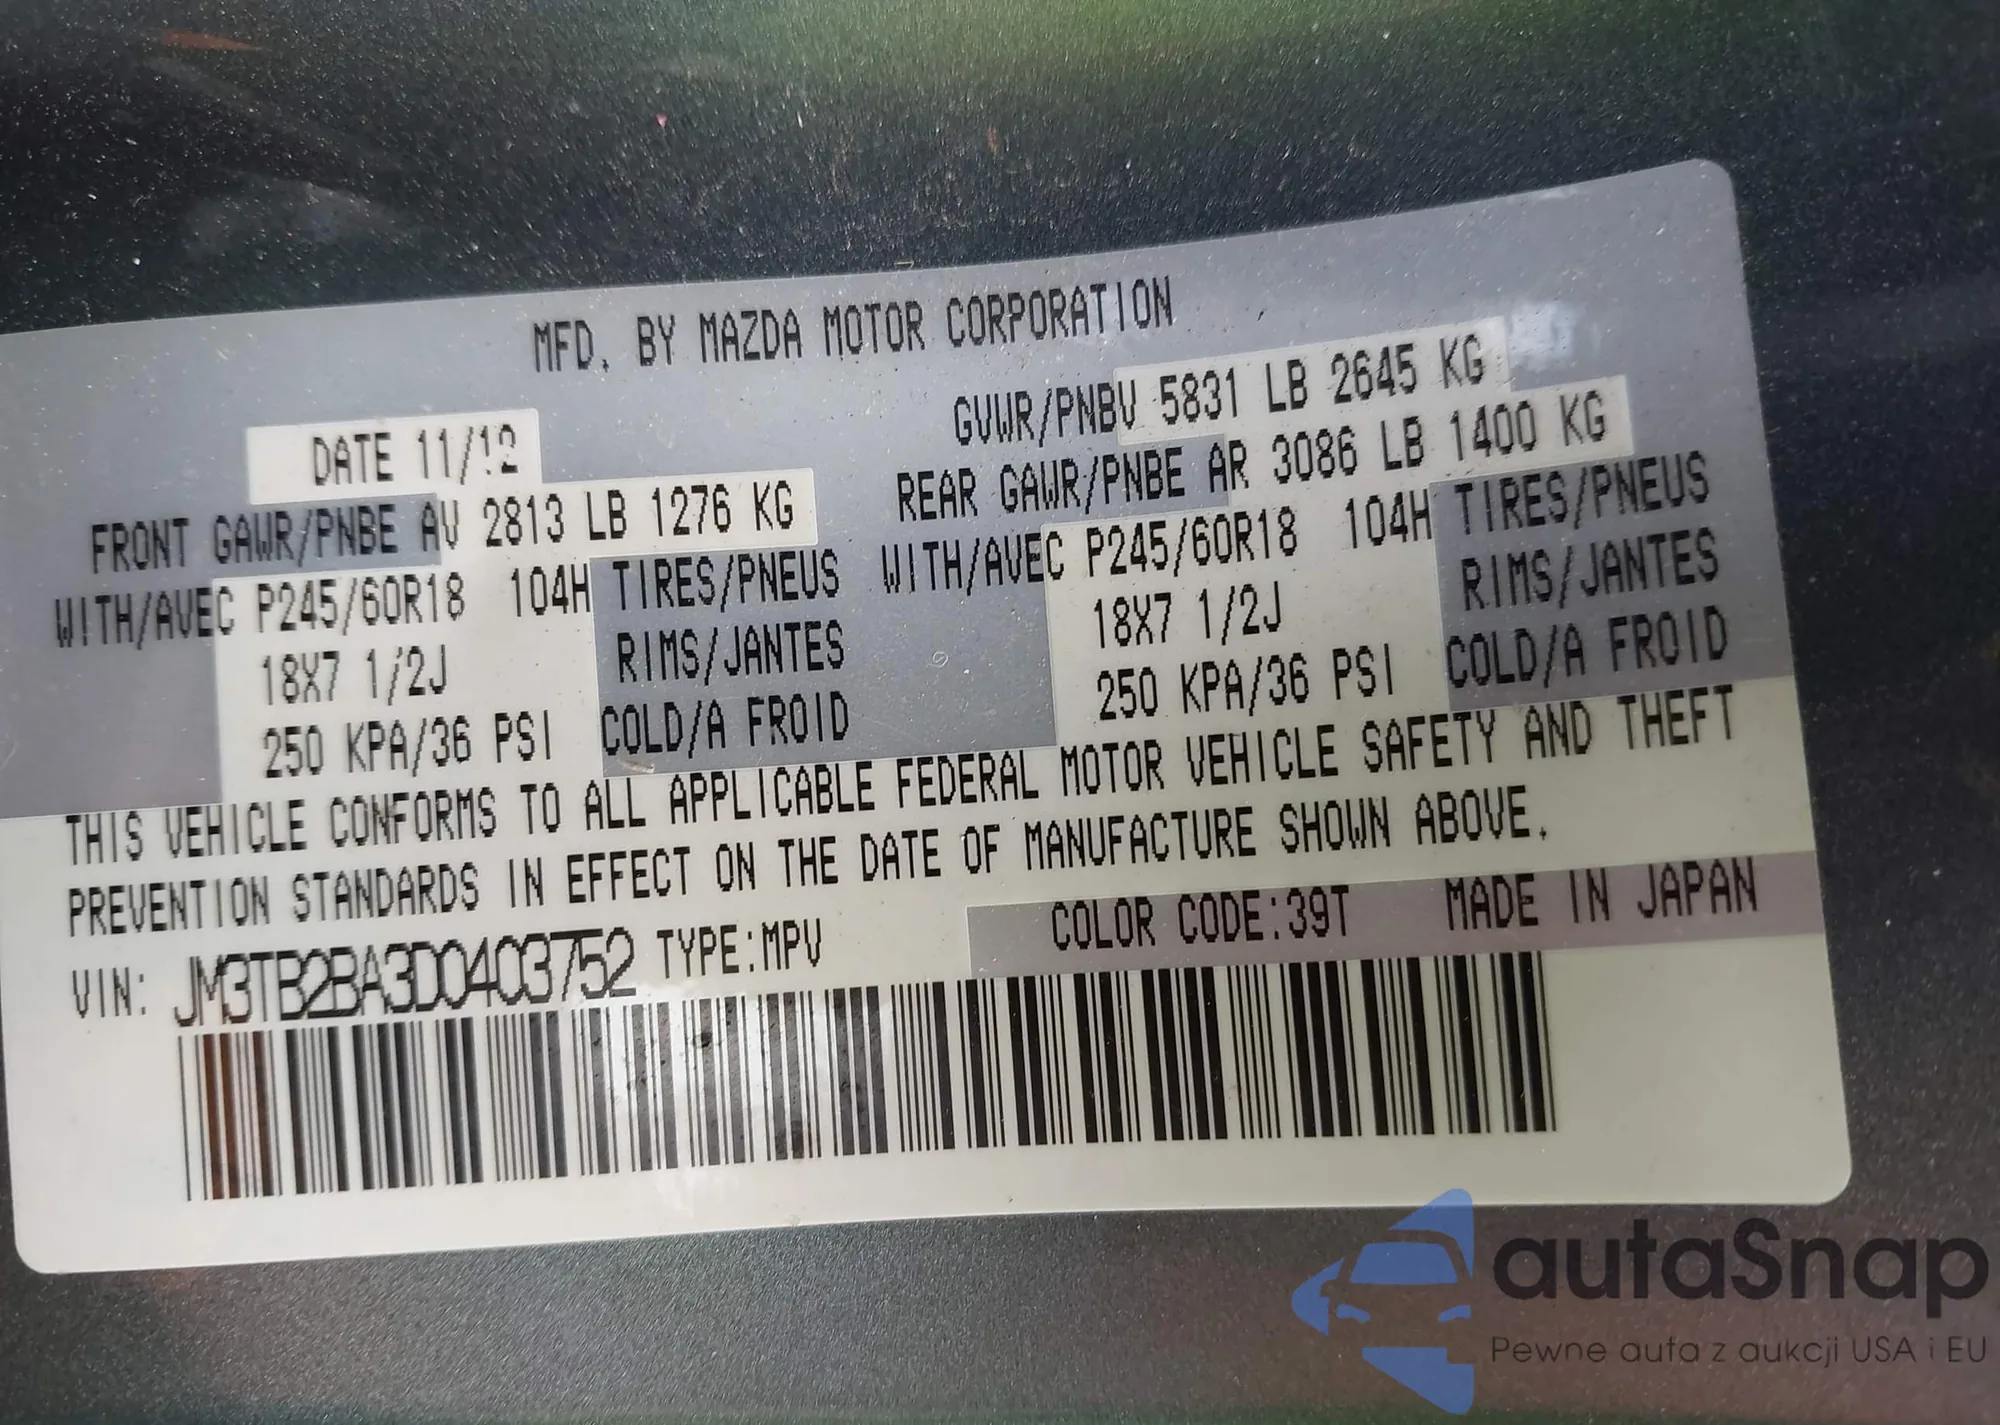 MFD. BY MAZDA MOTOR CORPORATION
DATE 11/12
GVWR/PNBV 5831 LB 2645 KG
FRONT GAWR/PNBE AV 2813 LB 1276 KG
REAR GAWR/PNBE AR 3086 LB 1400 KG
WITH/AVEC P245/60R18 104H TIRES/PNEUS
WITH/AVEC P245/60R18 104H TIRES/PNEUS
18X7 1/2J RIMS/JANTES
18X7 1/2J RIMS/JANTES
250 KPA/36 PSI COLD/A FROID
250 KPA/36 PSI COLD/A FROID
THIS VEHICLE CONFORMS TO ALL APPLICABLE FEDERAL MOTOR VEHICLE SAFETY AND THEFT
PREVENTION STANDARDS IN EFFECT ON THE DATE OF MANUFACTURE SHOWN ABOVE.
VIN: JM3TB2BA3D0403752 TYPE:MPV
COLOR CODE:39T MADE IN JAPAN
autaSnap
Pewne auta z aukcji USA i EU